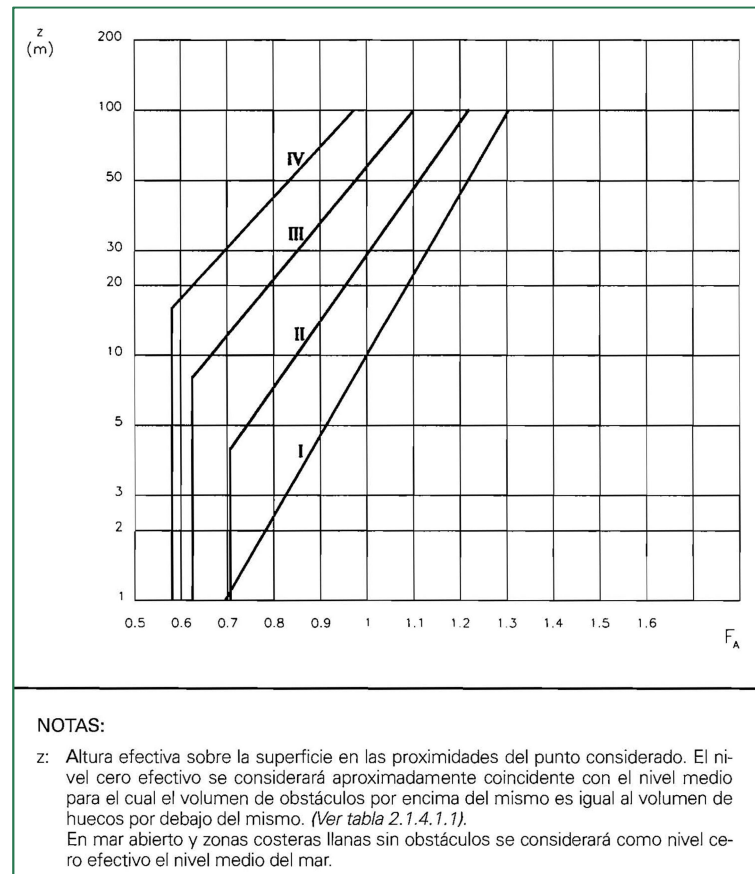 z
(m)
200
100
50
30
20
10
5
3
2
1
IV
III
II
I
0.5 0.6 0.7 0.8 0.9 1 1.1 1.2 1.3 1.4 1.5 1.6
F_A
NOTAS:
z: Altura efectiva sobre la superficie en las proximidades del punto considerado. El ni-
vel cero efectivo se considerará aproximadamente coincidente con el nivel medio
para el cual el volumen de obstáculos por encima del mismo es igual al volumen de
huecos por debajo del mismo. (Ver tabla 2.1.4.1.1).
En mar abierto y zonas costeras llanas sin obstáculos se considerará como nivel ce-
ro efectivo el nivel medio del mar.